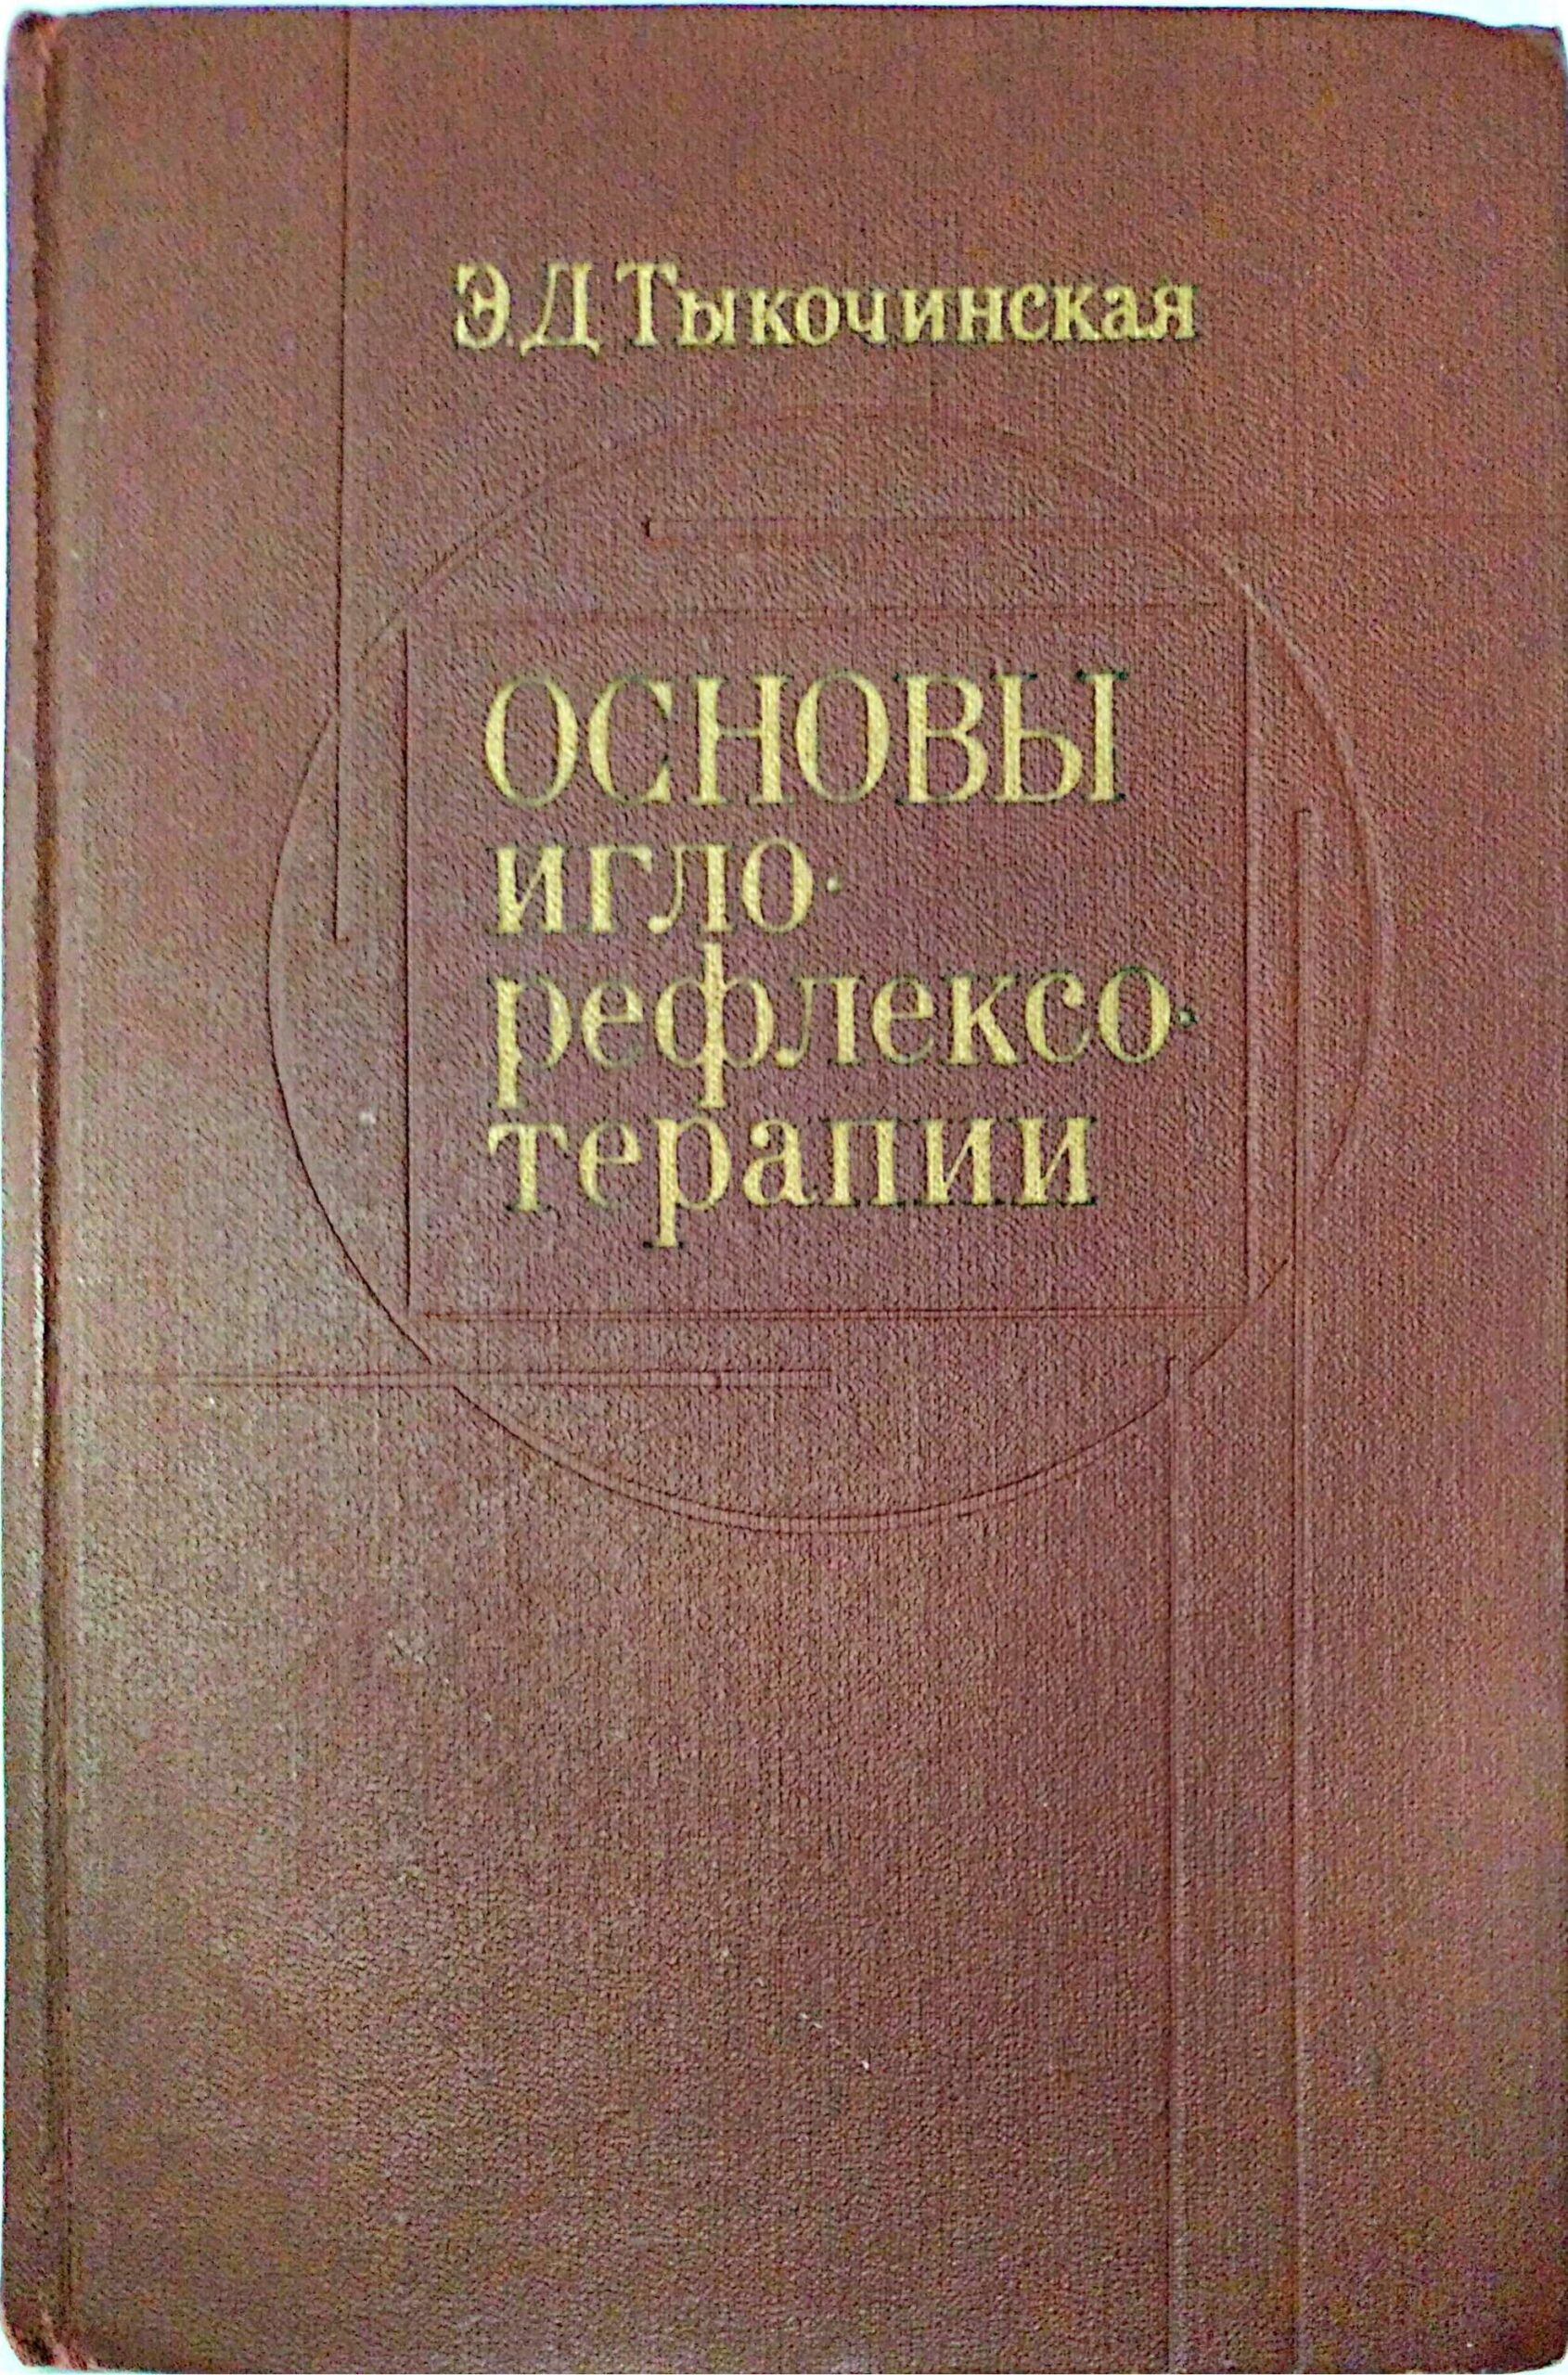 Э.Д Тыкочинская
ОСНОВЫ
игло-
рефлексо-
терапии